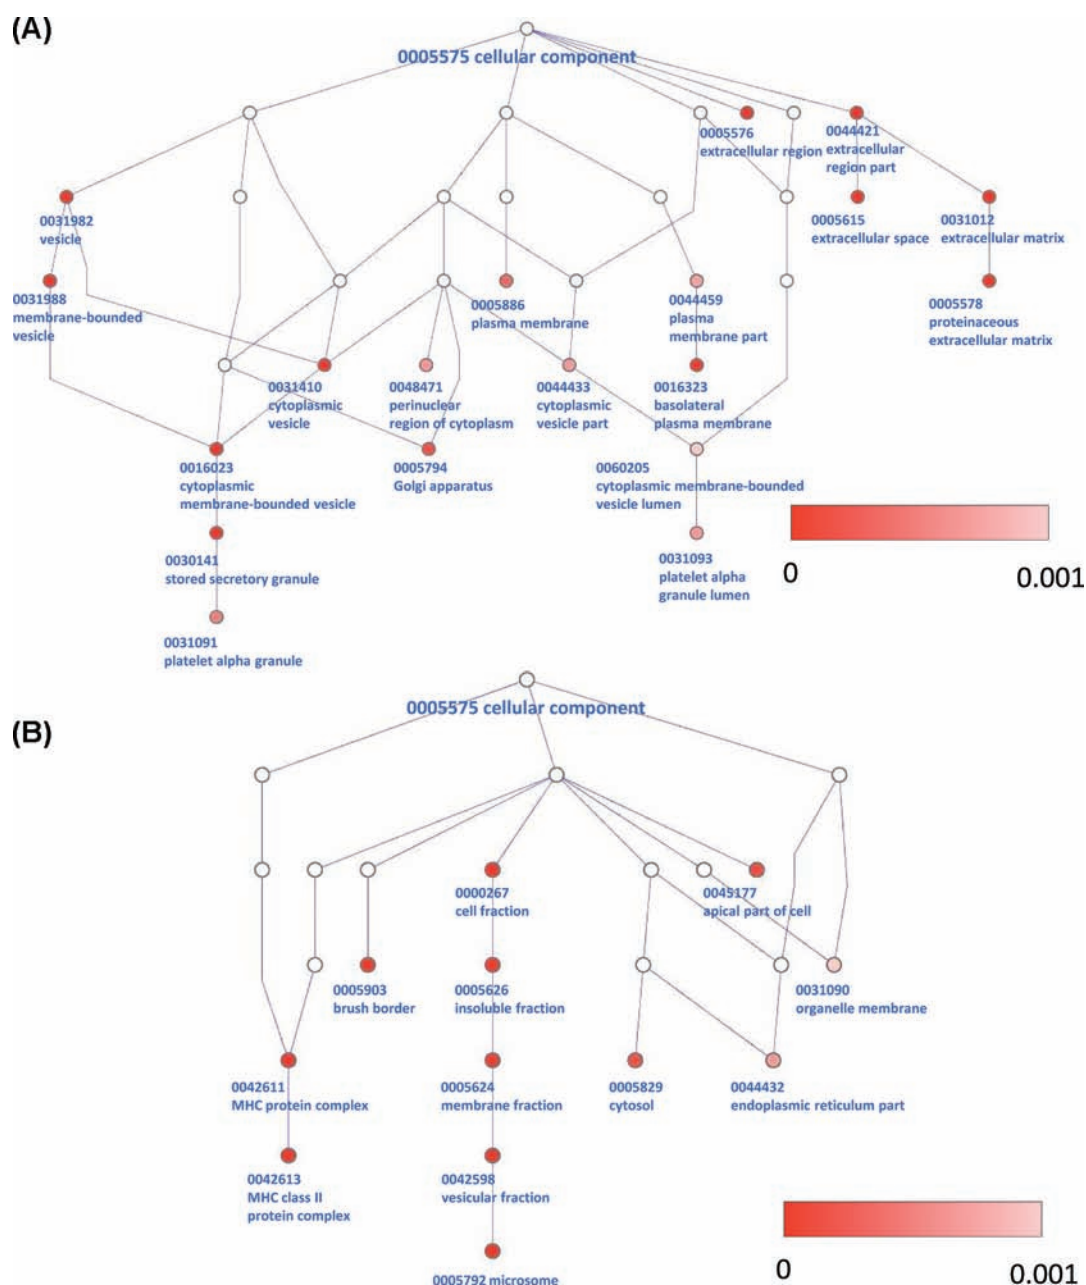 (A)
0005575 cellular component
0005576
extracellular region
0044421
extracellular
region part
0031982
vesicle
0005615
extracellular space
0031012
extracellular matrix
0031988
membrane-bounded
vesicle
0005886
plasma membrane
0044459
plasma
membrane part
0005578
proteinaceous
extracellular matrix
0031410
cytoplasmic
vesicle
0048471
perinuclear
region of cytoplasm
0044433
cytoplasmic
vesicle part
0016323
basolateral
plasma membrane
0016023
cytoplasmic
membrane-bounded vesicle
0005794
Golgi apparatus
0060205
cytoplasmic membrane-bounded
vesicle lumen
0030141
stored secretory granule
0031093
platelet alpha
granule lumen
0
0.001
0031091
platelet alpha granule
(B)
0005575 cellular component
0000267
cell fraction
0045177
apical part of cell
0005903
brush border
0005626
insoluble fraction
0031090
organelle membrane
0042611
MHC protein complex
0005624
membrane fraction
0005829
cytosol
0044432
endoplasmic reticulum part
0042613
MHC class II
protein complex
0042598
vesicular fraction
0005792 microsome
0
0.001